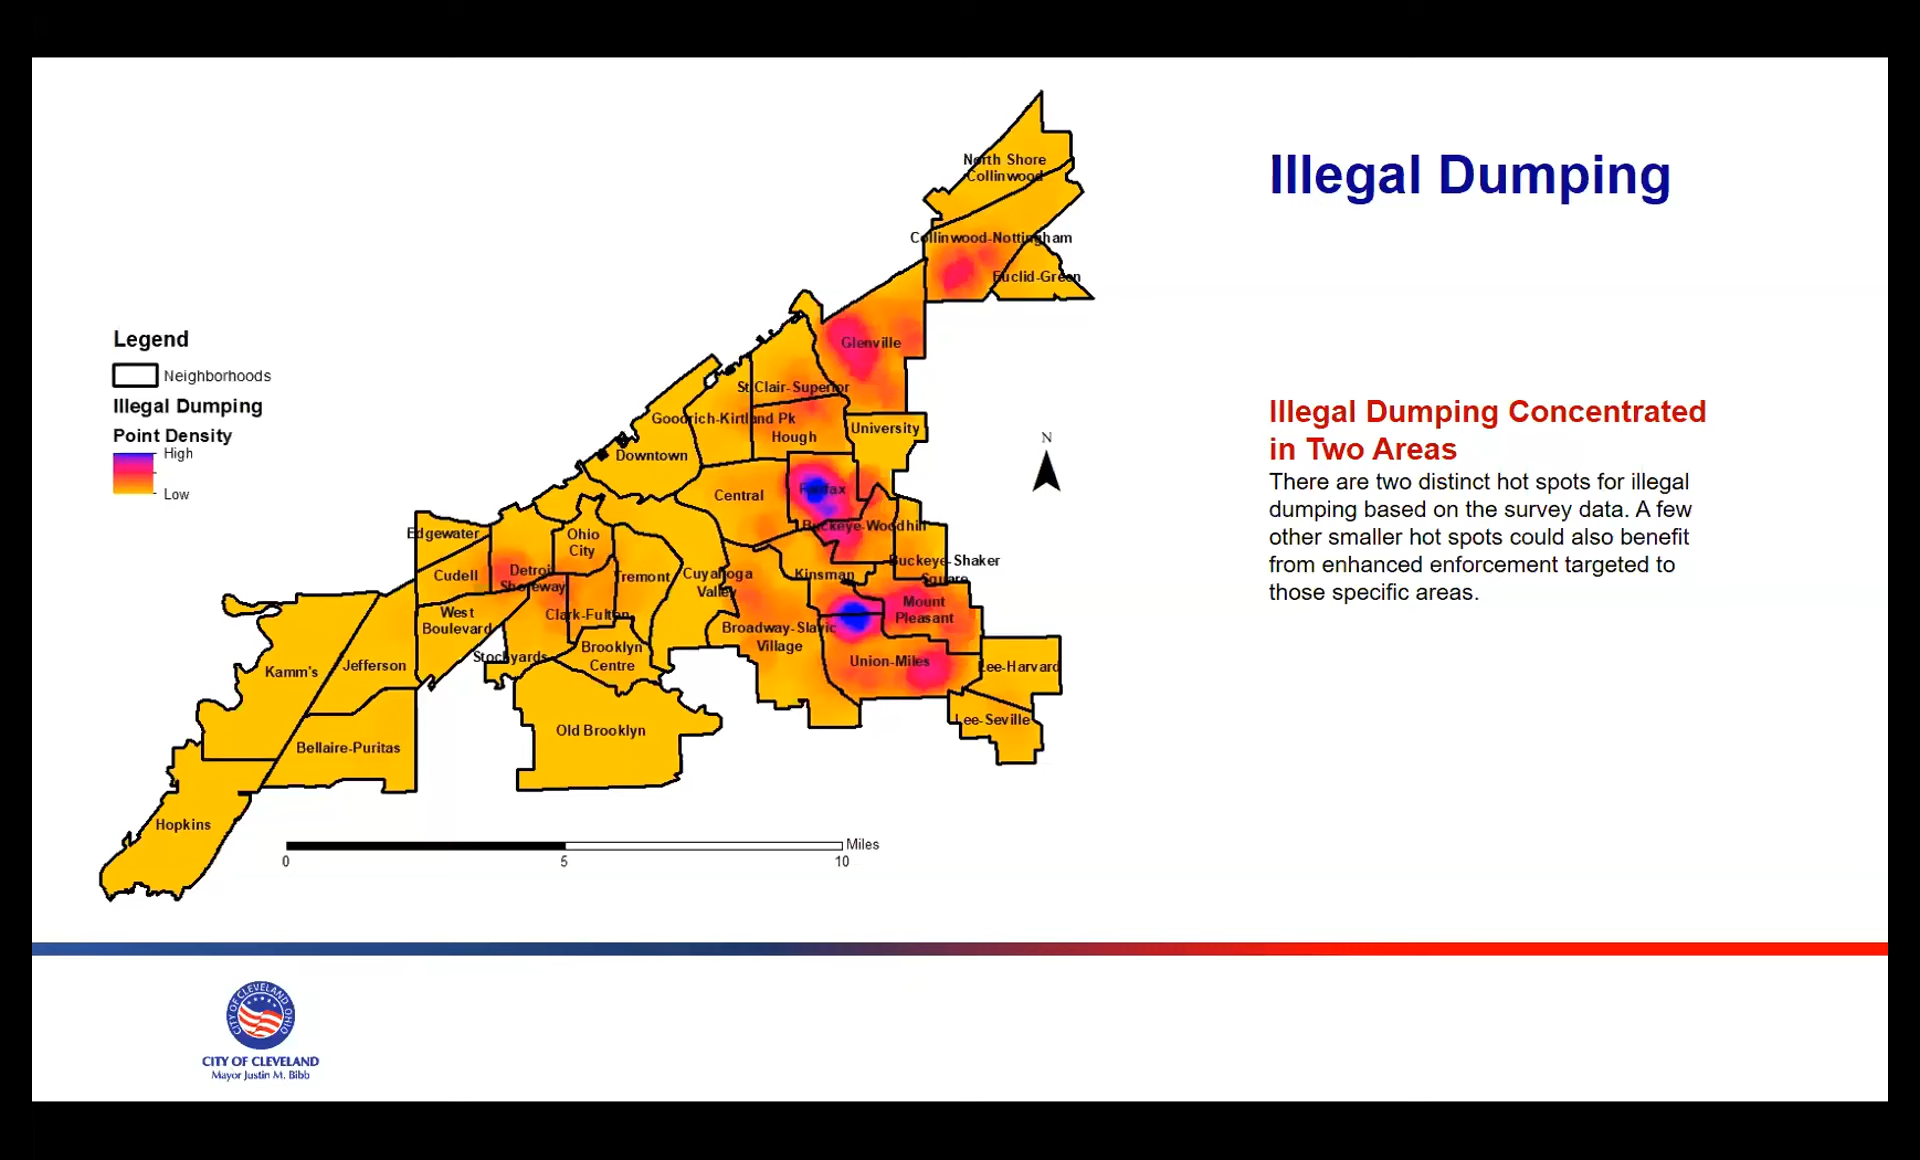 Illegal Dumping
Illegal Dumping Concentrated
in Two Areas
There are two distinct hot spots for illegal
dumping based on the survey data. A few
other smaller hot spots could also benefit
from enhanced enforcement targeted to
those specific areas.
Legend
Neighborhoods
Illegal Dumping
Point Density
High
Low
North Shore
Collinwood
Collinwood-Nottingham
Euclid-Green
Glenville
St.Clair-Superior
Goodrich-Kirtland Pk
Hough
University
Downtown
Central
Fairfax
Buckeye-Woodhill
Buckeye-Shaker
Square
Kinsman
Mount
Pleasant
Union-Miles
Lee-Harvard
Lee-Seville
Broadway-Slavic
Village
Cuyahoga
Valley
Tremont
Ohio
City
Detroit
Shoreway
Edgewater
Cudell
West
Boulevard
Clark-Fulton
Stockyards
Brooklyn
Centre
Old Brooklyn
Kamm's
Jefferson
Bellaire-Puritas
Hopkins
N
0
5
10
Miles
CITY OF CLEVELAND, OHIO
CITY OF CLEVELAND
Mayor Justin M. Bibb